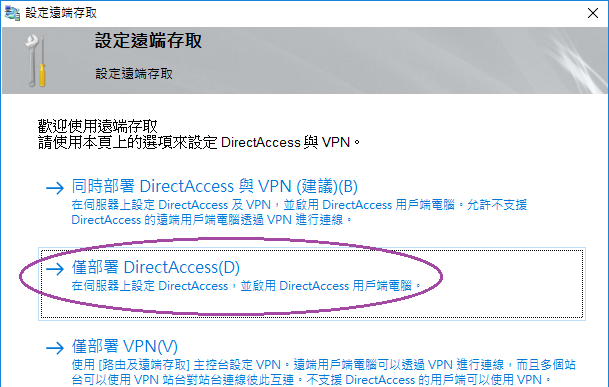 設定遠端存取
設定遠端存取
設定遠端存取
歡迎使用遠端存取
請使用本頁上的選項來設定 DirectAccess 與 VPN。
同時部署 DirectAccess 與 VPN (建議)(B)
在伺服器上設定 DirectAccess 及 VPN，並啟用 DirectAccess 用戶端電腦。允許不支援
DirectAccess 的遠端用戶端電腦透過 VPN 進行連線。
僅部署 DirectAccess(D)
在伺服器上設定 DirectAccess，並啟用 DirectAccess 用戶端電腦。
僅部署 VPN(V)
使用 [路由及遠端存取] 主控台設定 VPN。遠端用戶端電腦可以透過 VPN 進行連線，而且多個站
台可以使用 VPN 站台對站台連線彼此互連。不支援 DirectAccess 的用戶端可以使用 VPN。